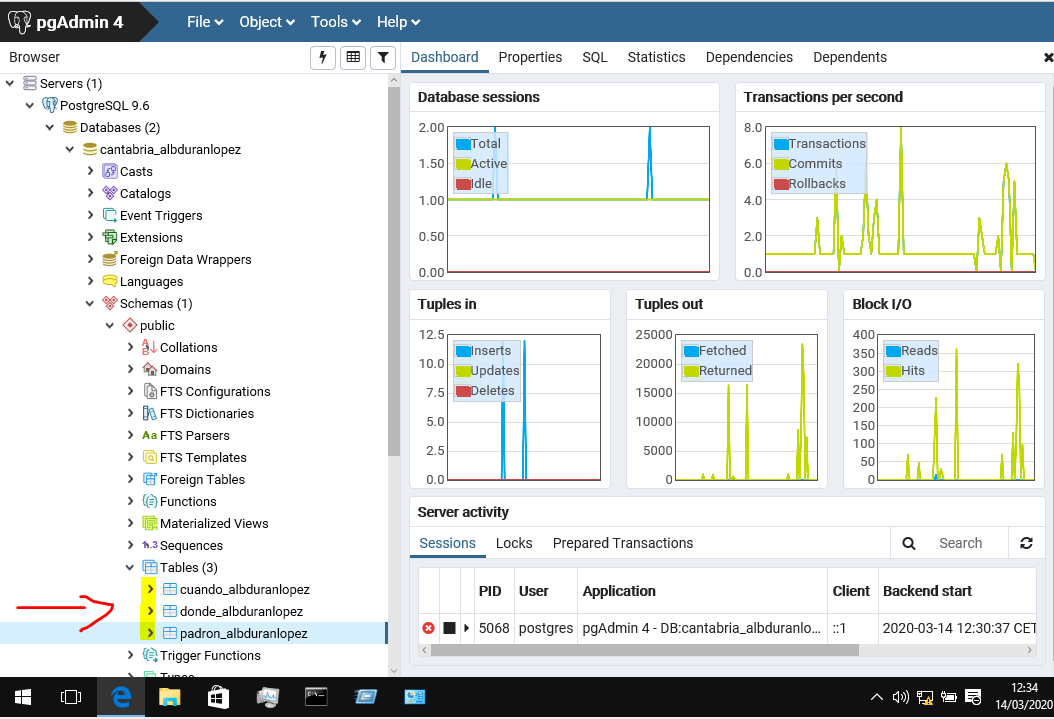 pgAdmin 4
File Object Tools Help
Browser
Dashboard Properties SQL Statistics Dependencies Dependents
Servers (1)
PostgreSQL 9.6
Databases (2)
cantabria_albduranlopez
Casts
Catalogs
Event Triggers
Extensions
Foreign Data Wrappers
Languages
Schemas (1)
public
Collations
Domains
FTS Configurations
FTS Dictionaries
FTS Parsers
FTS Templates
Foreign Tables
Functions
Materialized Views
Sequences
Tables (3)
cuando_albduranlopez
donde_albduranlopez
padron_albduranlopez
Trigger Functions
Database sessions
2.00
1.50
1.00
0.50
0.00
Total
Active
Idle
Transactions per second
8.0
6.0
4.0
2.0
0.0
Transactions
Commits
Rollbacks
Tuples in
12.5
10.0
7.5
5.0
2.5
0.0
Inserts
Updates
Deletes
Tuples out
25000
20000
15000
10000
5000
0
Fetched
Returned
Block I/O
400
350
300
250
200
150
100
50
0
Reads
Hits
Server activity
Sessions Locks Prepared Transactions
Search
PID User Application Client Backend start
5068 postgres pgAdmin 4 - DB:cantabria_albduranlo... ::1 2020-03-14 12:30:37 CET
12:34
14/03/2020